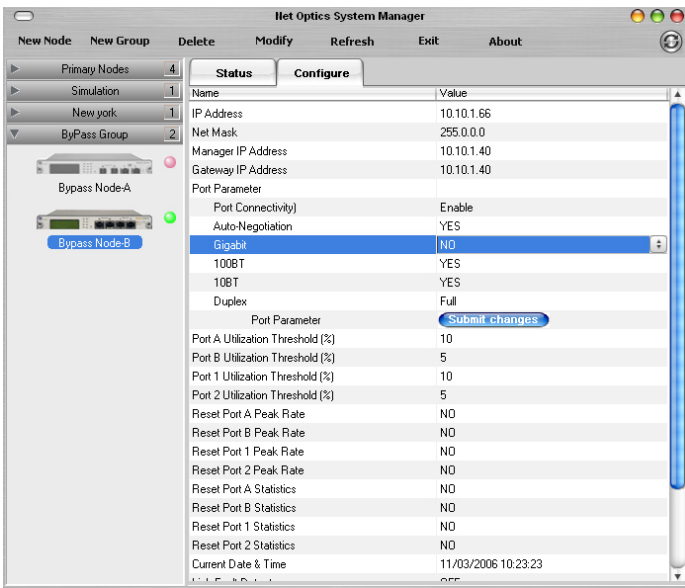 Net Optics System Manager
New Node New Group Delete Modify Refresh Exit About
Primary Nodes 4
Simulation 1
New york 1
ByPass Group 2
Bypass Node-A
Bypass Node-B
Status Configure
Name Value
IP Address 10.10.1.66
Net Mask 255.0.0.0
Manager IP Address 10.10.1.40
Gateway IP Address 10.10.1.40
Port Parameter
Port Connectivity) Enable
Auto-Negotiation YES
Gigabit NO
100BT YES
10BT YES
Duplex Full
Port Parameter Submit changes
Port A Utilization Threshold (%) 10
Port B Utilization Threshold (%) 5
Port 1 Utilization Threshold (%) 10
Port 2 Utilization Threshold (%) 5
Reset Port A Peak Rate NO
Reset Port B Peak Rate NO
Reset Port 1 Peak Rate NO
Reset Port 2 Peak Rate NO
Reset Port A Statistics NO
Reset Port B Statistics NO
Reset Port 1 Statistics NO
Reset Port 2 Statistics NO
Current Date & Time 11/03/2006 10:23:23